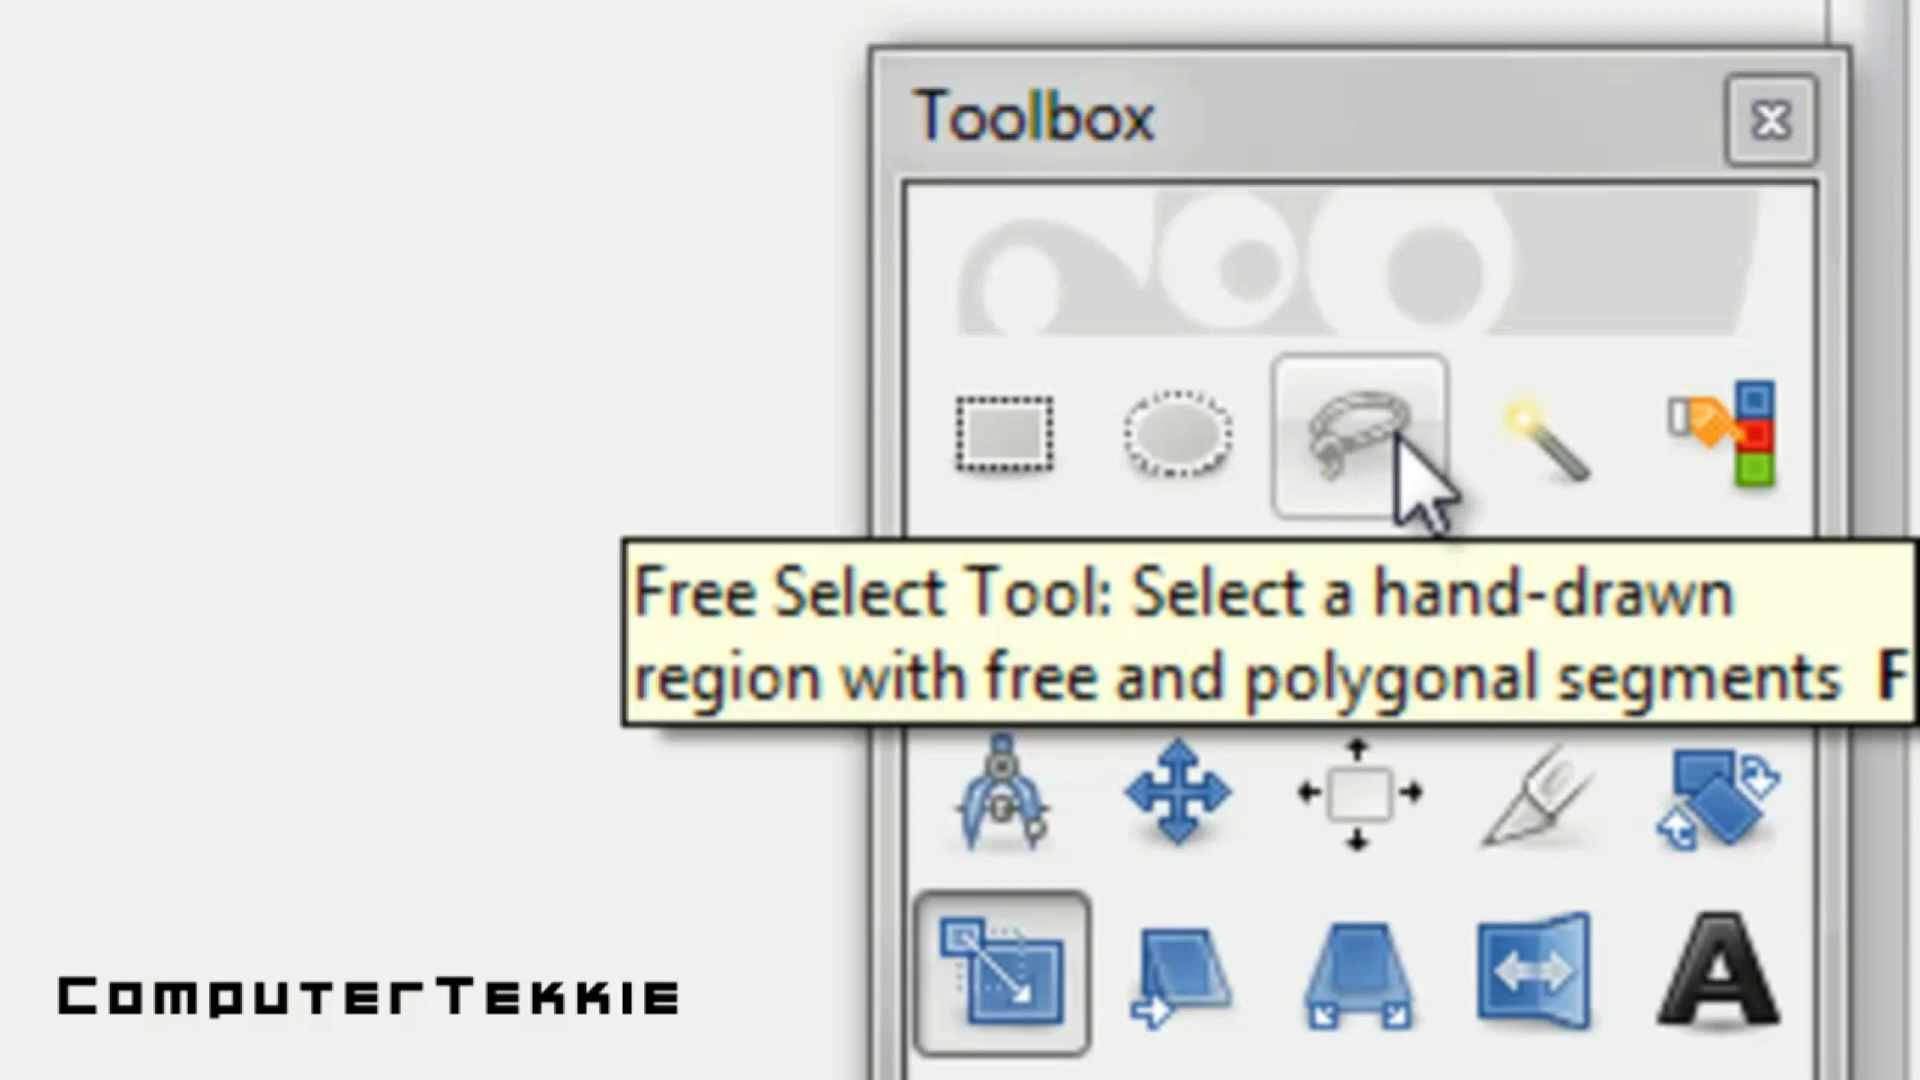 Toolbox
Free Select Tool: Select a hand-drawn
region with free and polygonal segments F
A
ComputerTekkie